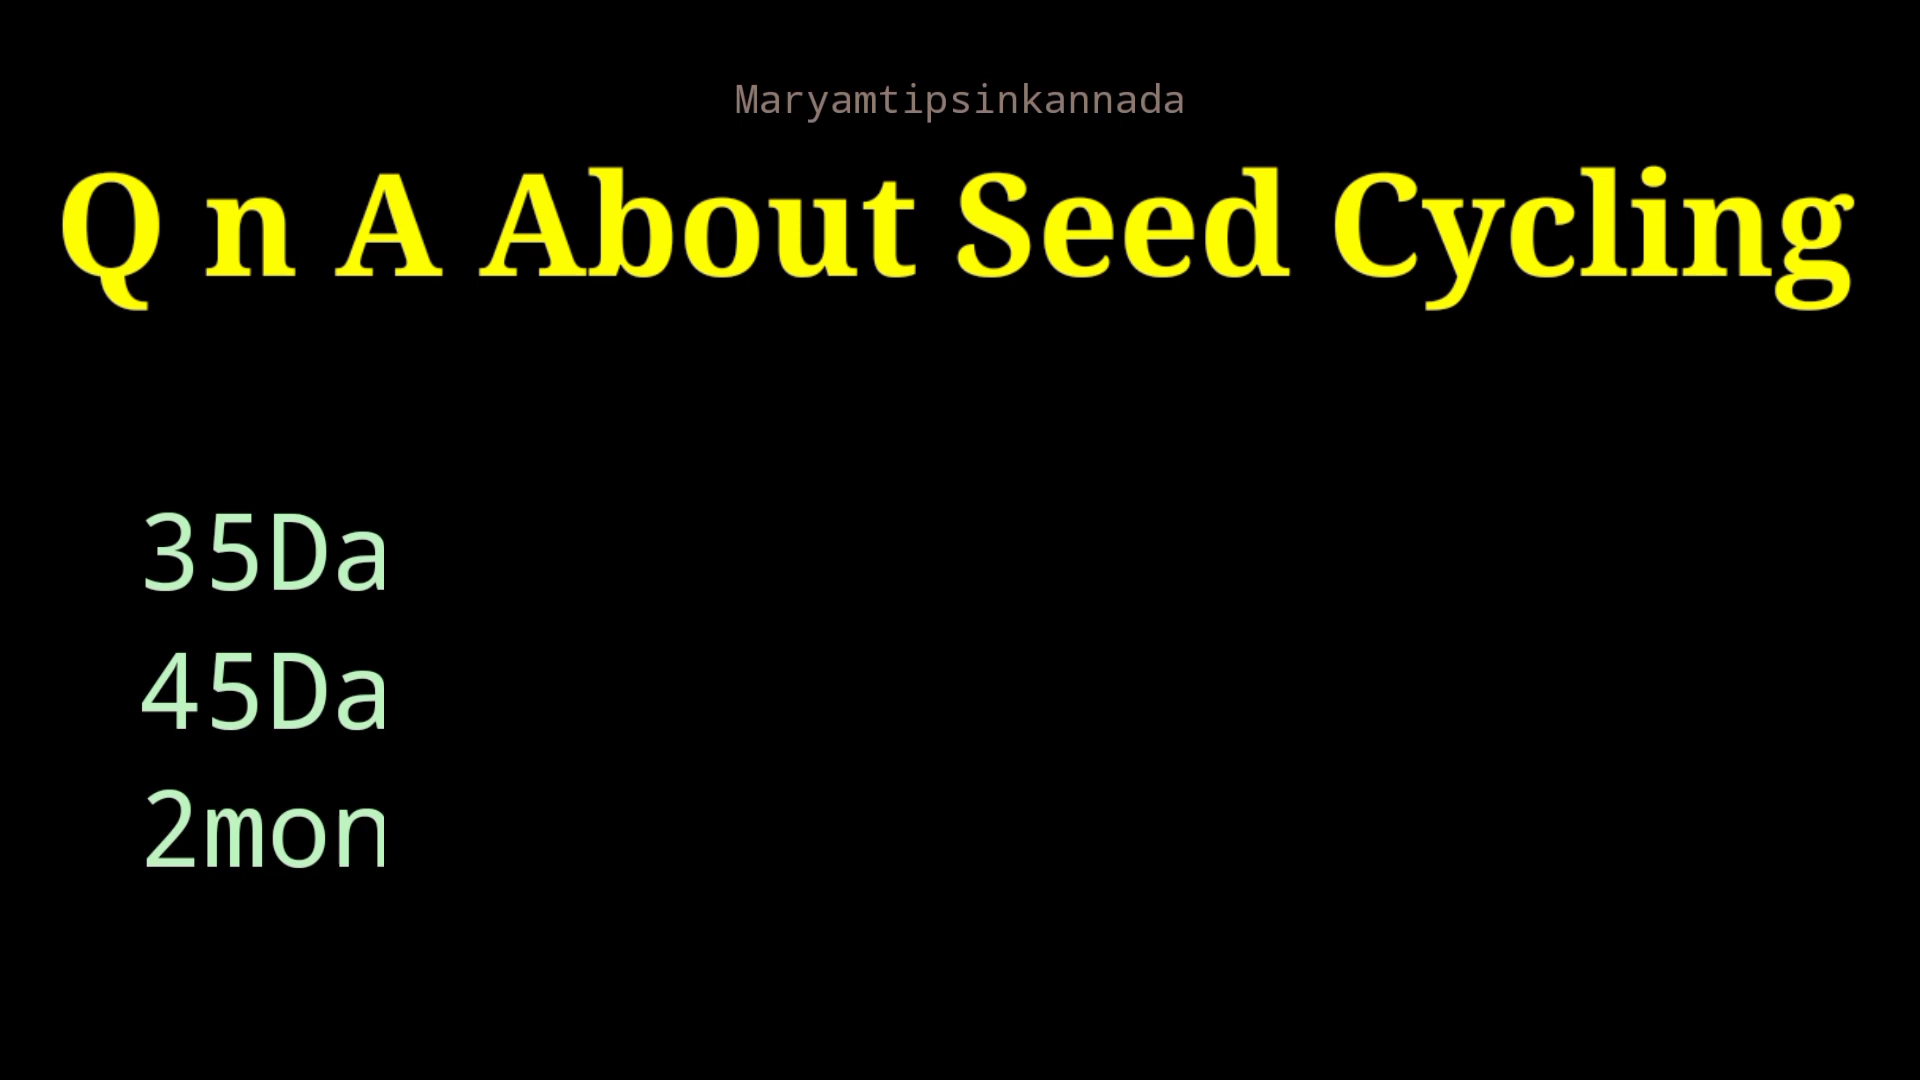 Maryamtipsinkannada
Q n A About Seed Cycling
35Da
45Da
2mon